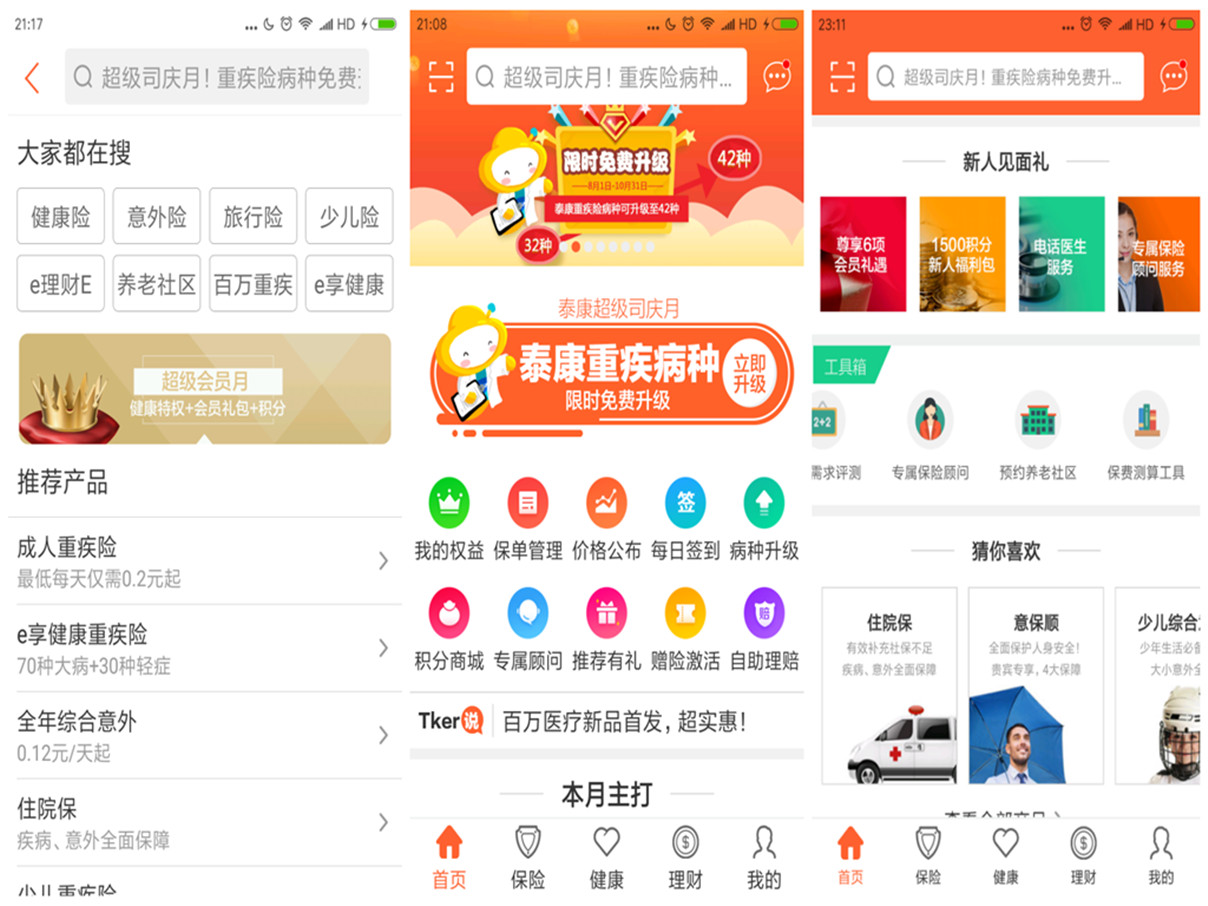 21:17
HD
超级司庆月！重疾险病种免费
大家都在搜
健康险
意外险
旅行险
少儿险
e理财E
养老社区
百万重疾
e享健康
超级会员月
健康特权+会员礼包+积分
推荐产品
成人重疾险
最低每天仅需0.2元起
e享健康重疾险
70种大病+30种轻症
全年综合意外
0.12元/天起
住院保
疾病、意外全面保障
少儿重疾险
21:08
HD
超级司庆月！重疾险病种...
限时免费升级
8月1日-10月31日
泰康重疾险病种可升级至42种
42种
32种
泰康超级司庆月
泰康重疾病种
限时免费升级
立即
升级
我的权益
保单管理
价格公布
签
每日签到
病种升级
积分商城
专属顾问
推荐有礼
赠险激活
赔
自助理赔
Tker说
百万医疗新品首发，超实惠！
本月主打
首页
保险
健康
理财
我的
23:11
HD
超级司庆月！重疾险病种免费升...
新人见面礼
尊享6项
会员礼遇
1500积分
新人福利包
电话医生
服务
专属保险
顾问服务
工具箱
2+2
需求评测
专属保险顾问
预约养老社区
保费测算工具
猜你喜欢
住院保
有效补充社保不足
疾病、意外全面保障
意保顺
全面保护人身安全！
贵宾专享，4大保障
少儿综合
少年生活必备
大小意外全
查看全部产品
首页
保险
健康
理财
我的